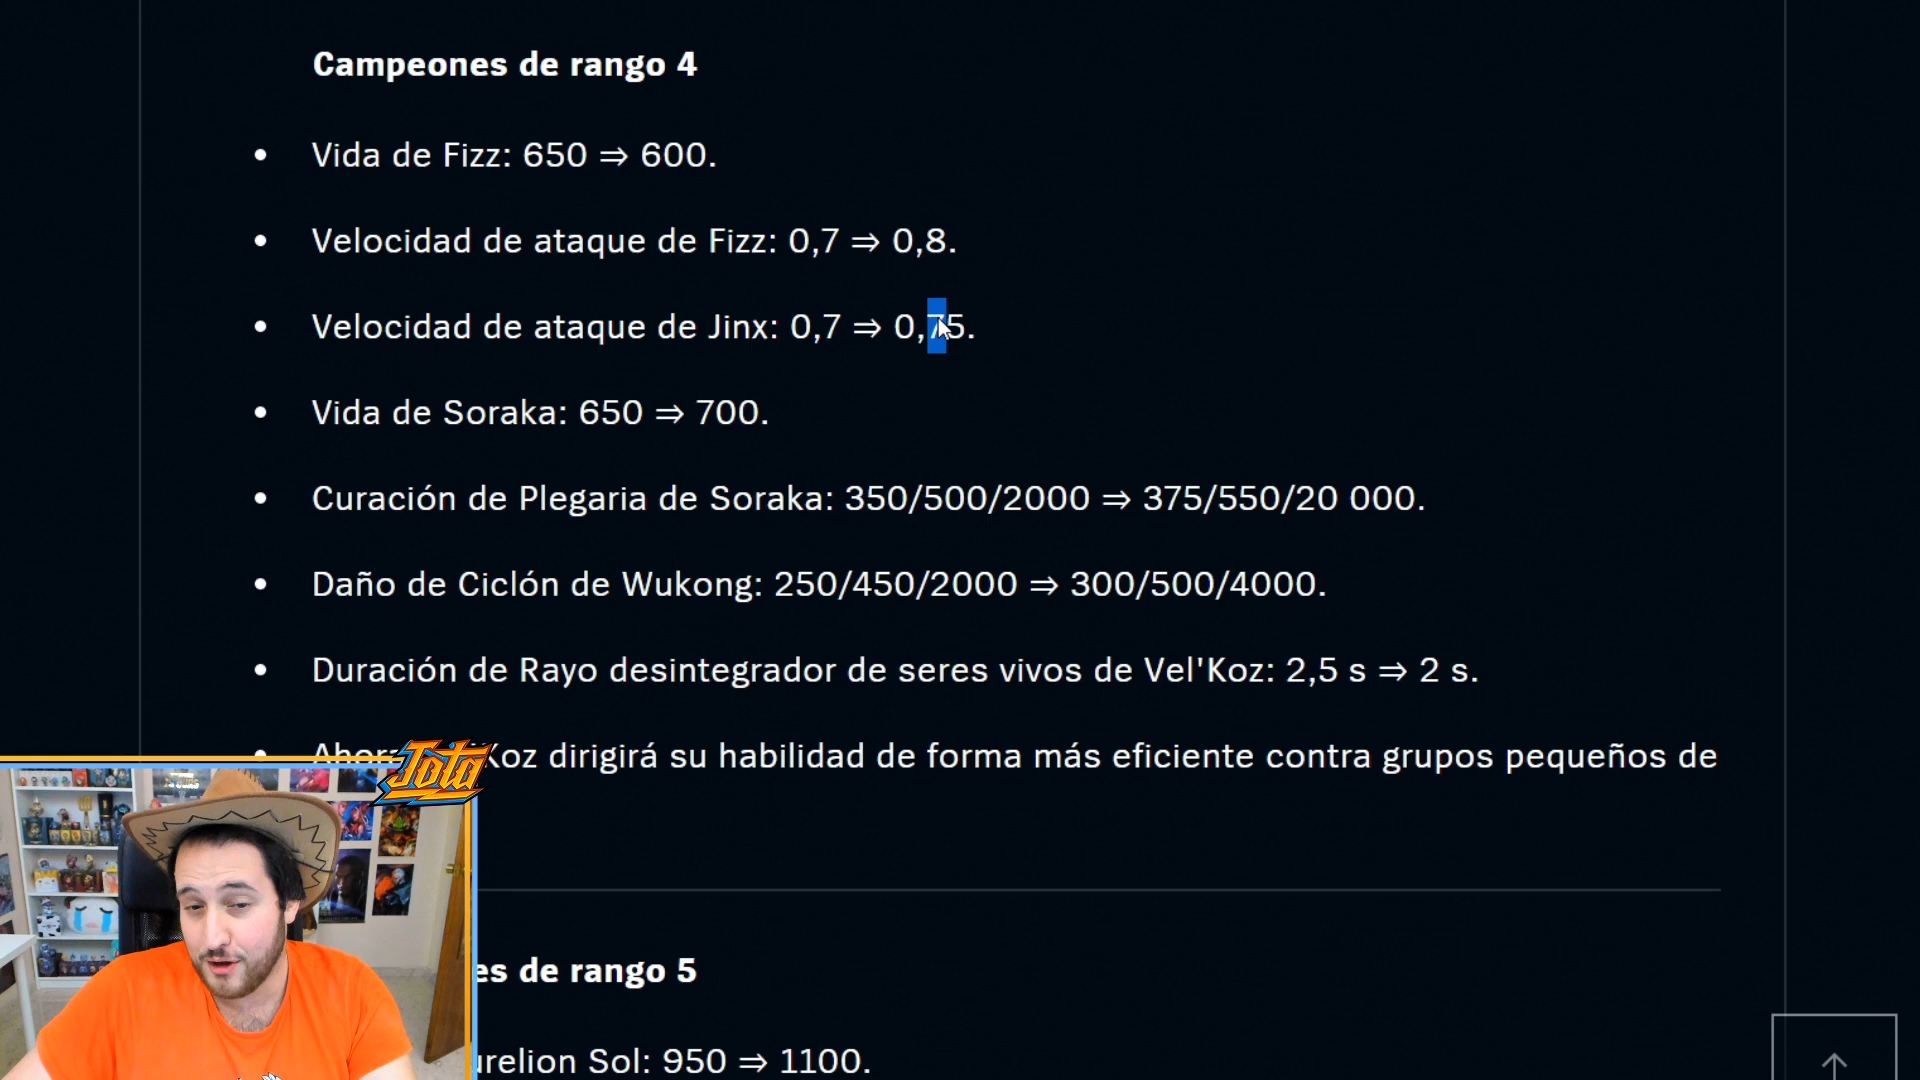 Campeones de rango 4
• Vida de Fizz: 650 ⇒ 600.
• Velocidad de ataque de Fizz: 0,7 ⇒ 0,8.
• Velocidad de ataque de Jinx: 0,7 ⇒ 0,75.
• Vida de Soraka: 650 ⇒ 700.
• Curación de Plegaria de Soraka: 350/500/2000 ⇒ 375/550/20 000.
• Daño de Ciclón de Wukong: 250/450/2000 ⇒ 300/500/4000.
• Duración de Rayo desintegrador de seres vivos de Vel'Koz: 2,5 s ⇒ 2 s.
• dirigirá su habilidad de forma más eficiente contra grupos pequeños de
Jota
de rango 5
Sol: 950 ⇒ 1100.